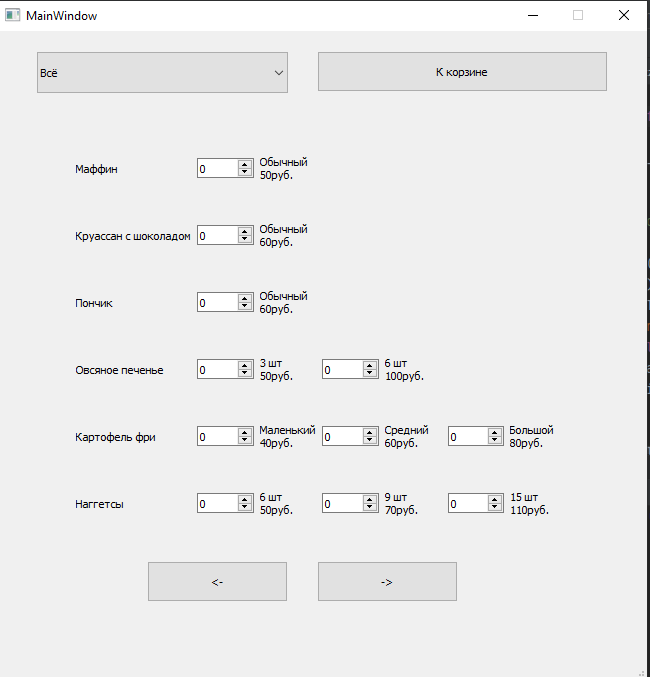 MainWindow
Всё
К корзине
Маффин
0
Обычный
50руб.
Круассан с шоколадом
0
Обычный
60руб.
Пончик
0
Обычный
60руб.
Овсяное печенье
0
3 шт
50руб.
0
6 шт
100руб.
Картофель фри
0
Маленький
40руб.
0
Средний
60руб.
0
Большой
80руб.
Наггетсы
0
6 шт
50руб.
0
9 шт
70руб.
0
15 шт
110руб.
<-
->